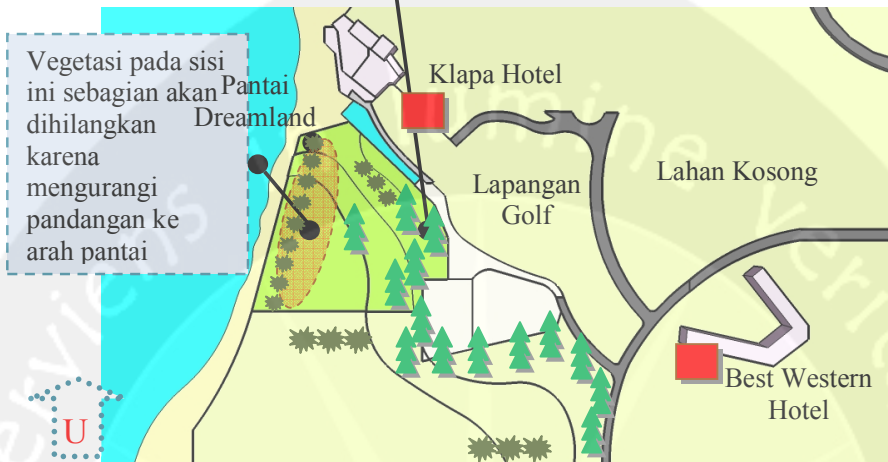 Vegetasi pada sisi
ini sebagian akan
dihilangkan
karena
mengurangi
pandangan ke
arah pantai
Pantai
Dreamland
Klapa Hotel
Lapangan
Golf
Lahan Kosong
Best Western
Hotel
U